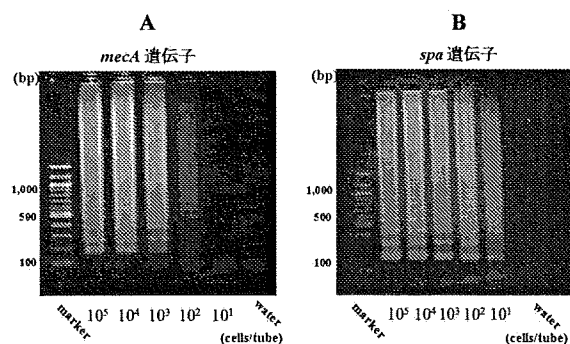 A
mecA 遺伝子
(bp)
1,000
500
100
marker
10⁵
10⁴
10³
10²
10¹
water
(cells/tube)
B
spa 遺伝子
(bp)
1,000
500
100
marker
10⁵
10⁴
10³
10²
10¹
water
(cells/tube)